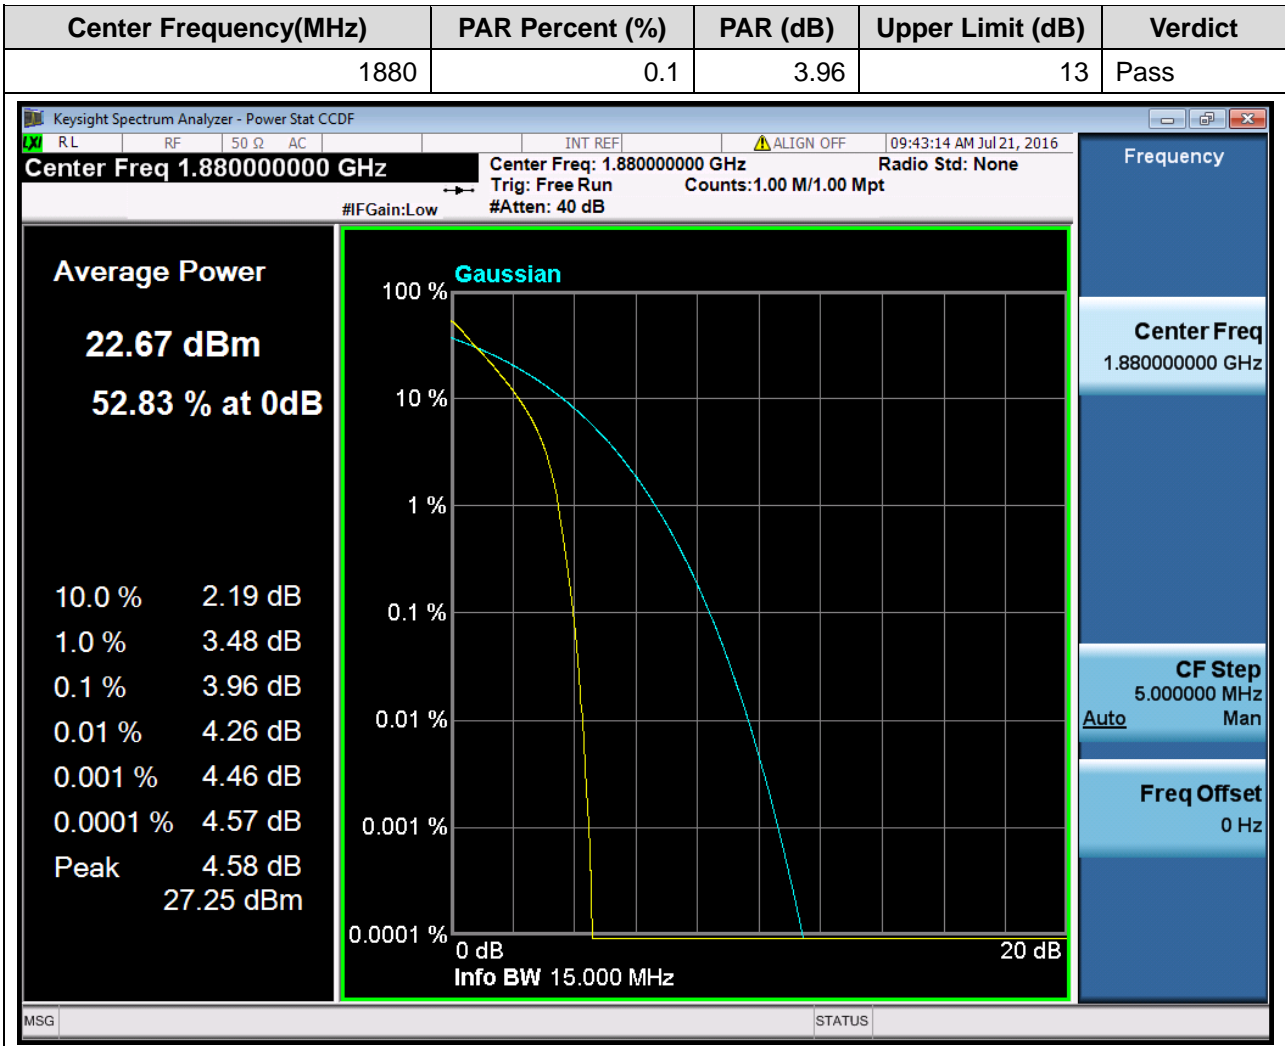 Center Frequency(MHz) PAR Percent (%) PAR (dB) Upper Limit (dB) Verdict
1880 0.1 3.96 13 Pass
Keysight Spectrum Analyzer - Power Stat CCDF
LXI RL RF 50 Ω AC INT REF ALIGN OFF 09:43:14 AM Jul 21, 2016
Center Freq 1.880000000 GHz
Center Freq: 1.880000000 GHz Radio Std: None
Trig: Free Run Counts:1.00 M/1.00 Mpt
#IFGain:Low #Atten: 40 dB
Average Power
22.67 dBm
52.83 % at 0dB
10.0 % 2.19 dB
1.0 % 3.48 dB
0.1 % 3.96 dB
0.01 % 4.26 dB
0.001 % 4.46 dB
0.0001 % 4.57 dB
Peak 4.58 dB
27.25 dBm
Gaussian
100 %
10 %
1 %
0.1 %
0.01 %
0.001 %
0.0001 %
0 dB 20 dB
Info BW 15.000 MHz
Frequency
Center Freq
1.880000000 GHz
CF Step
5.000000 MHz
Auto Man
Freq Offset
0 Hz
MSG STATUS